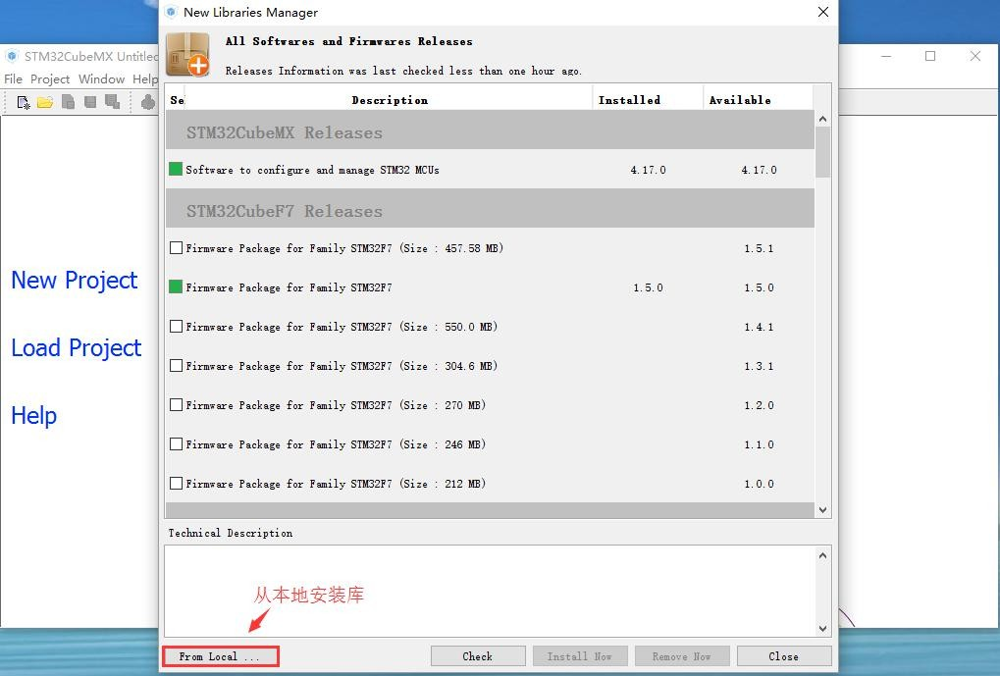 New Libraries Manager
All Softwares and Firmwares Releases
Releases Information was last checked less than one hour ago.
STM32CubeMX Untitled
File Project Window Help
Se Description Installed Available
STM32CubeMX Releases
Software to configure and manage STM32 MCUs 4.17.0 4.17.0
STM32CubeF7 Releases
Firmware Package for Family STM32F7 (Size : 457.58 MB) 1.5.1
Firmware Package for Family STM32F7 1.5.0 1.5.0
Firmware Package for Family STM32F7 (Size : 550.0 MB) 1.4.1
Firmware Package for Family STM32F7 (Size : 304.6 MB) 1.3.1
Firmware Package for Family STM32F7 (Size : 270 MB) 1.2.0
Firmware Package for Family STM32F7 (Size : 246 MB) 1.1.0
Firmware Package for Family STM32F7 (Size : 212 MB) 1.0.0
New Project
Load Project
Help
Technical Description
从本地安装库
From Local ... Check Install Now Remove Now Close